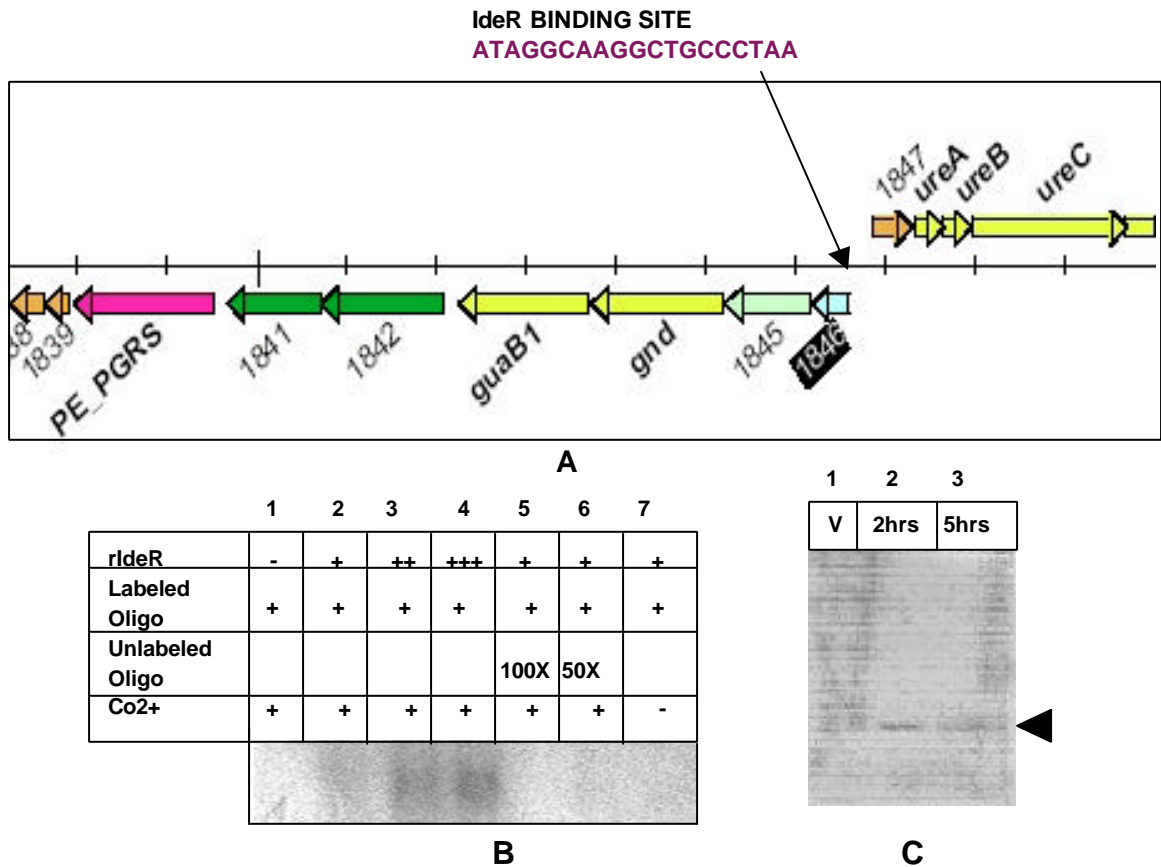 IdeR BINDING SITE
ATAGGCAAGGCTGCCCTAA
1847
ureA
ureB
ureC
38
1839
PE_PGRS
1841
1842
guaB1
gnd
1845
1846
A
1 2 3 4 5 6 7
rIdeR - + ++ +++ + + +
Labeled
Oligo + + + + + + +
Unlabeled
Oligo 100X 50X
Co2+ + + + + + + -
B
1 2 3
V 2hrs 5hrs
C